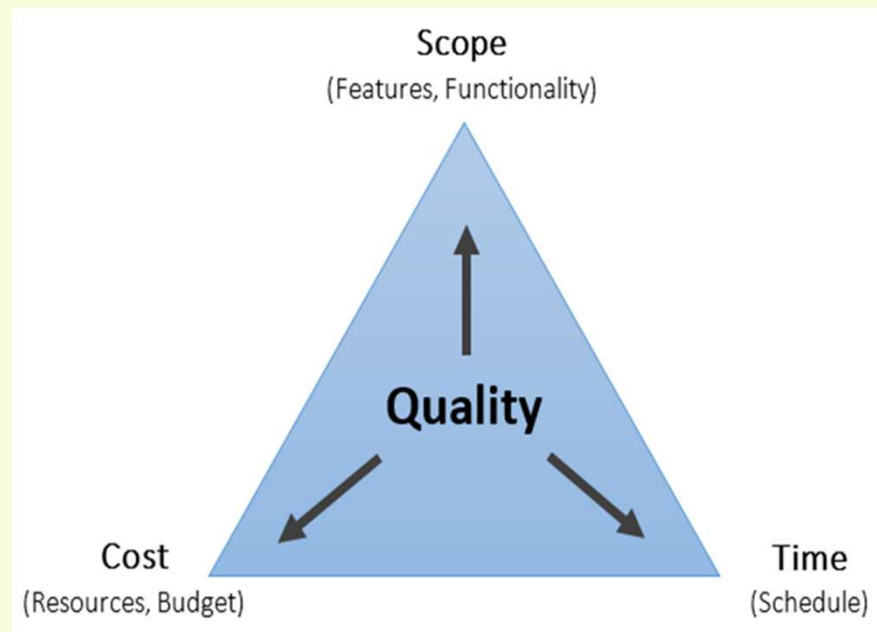 Scope
(Features, Functionality)
Quality
Cost
(Resources, Budget)
Time
(Schedule)